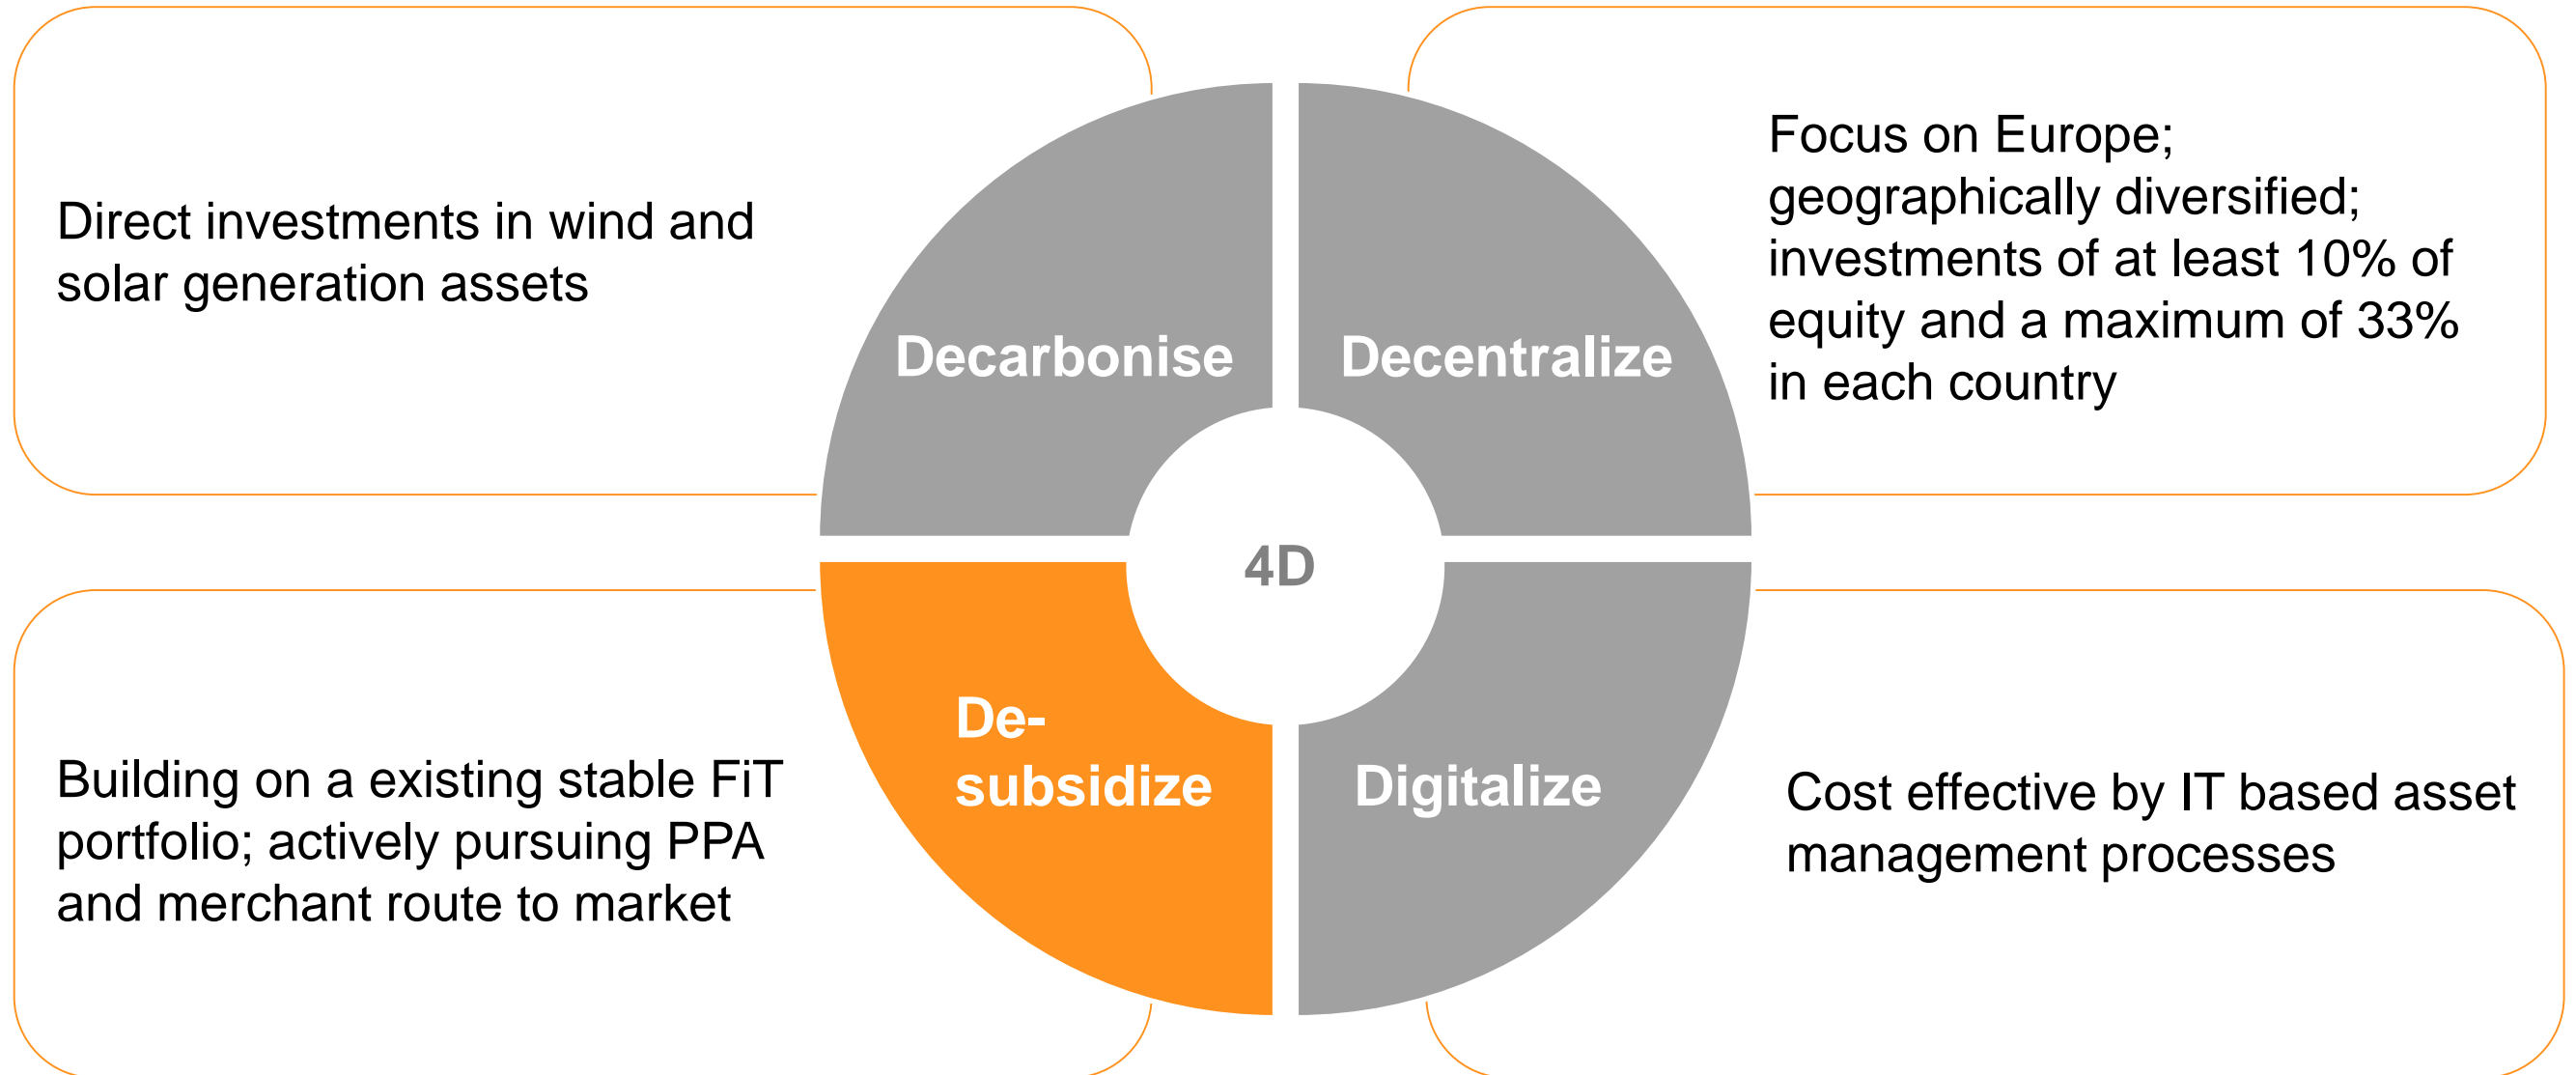 Direct investments in wind and
solar generation assets
Decarbonise
Decentralize
Focus on Europe;
geographically diversified;
investments of at least 10% of
equity and a maximum of 33%
in each country
4D
Building on a existing stable FiT
portfolio; actively pursuing PPA
and merchant route to market
De-
subsidize
Digitalize
Cost effective by IT based asset
management processes